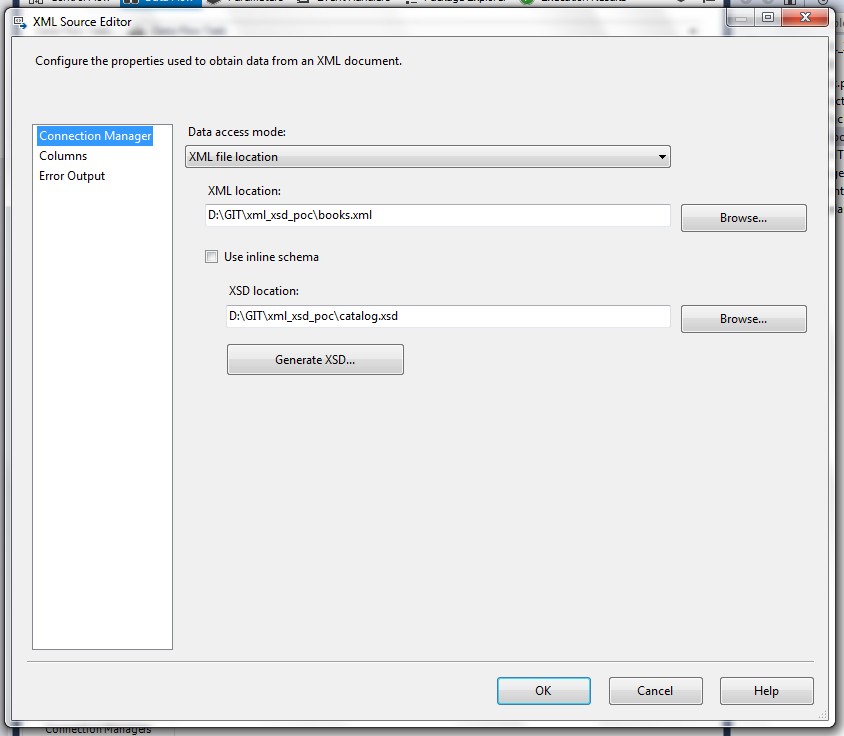 XML Source Editor
Configure the properties used to obtain data from an XML document.
Connection Manager
Columns
Error Output
Data access mode:
XML file location
XML location:
D:\GIT\xml_xsd_poc\books.xml
Browse...
Use inline schema
XSD location:
D:\GIT\xml_xsd_poc\catalog.xsd
Browse...
Generate XSD...
OK
Cancel
Help
Connection Managers